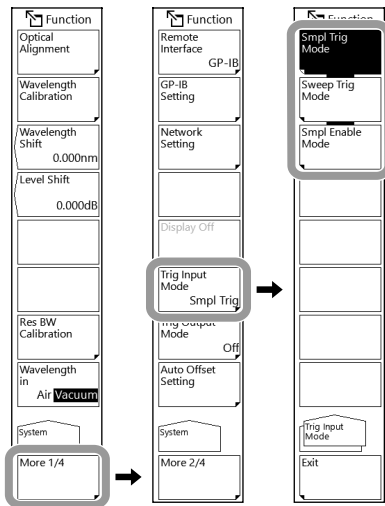 Function
Optical
Alignment
Wavelength
Calibration
Wavelength
Shift
0.000nm
Level Shift
0.000dB
Res BW
Calibration
Wavelength
in
Air Vacuum
System
More 1/4
Function
Remote
Interface
GP-IB
GP-IB
Setting
Network
Setting
Display Off
Trig Input
Mode
Smpl Trig
Trig Output
Mode
Off
Auto Offset
Setting
System
More 2/4
Function
Smpl Trig
Mode
Sweep Trig
Mode
Smpl Enable
Mode
Trig Input
Mode
Exit